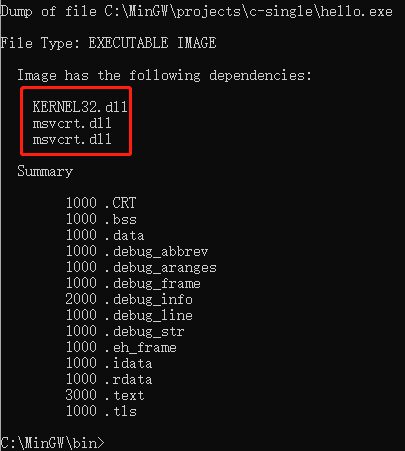 Dump of file C:\MinGW\projects\c-single\hello.exe
File Type: EXECUTABLE IMAGE
Image has the following dependencies:
KERNEL32.dll
msvcrt.dll
msvcrt.dll
Summary
1000 .CRT
1000 .bss
1000 .data
1000 .debug_abbrev
1000 .debug_aranges
1000 .debug_frame
2000 .debug_info
1000 .debug_line
1000 .debug_str
1000 .eh_frame
1000 .idata
1000 .rdata
3000 .text
1000 .tls
C:\MinGW\bin>